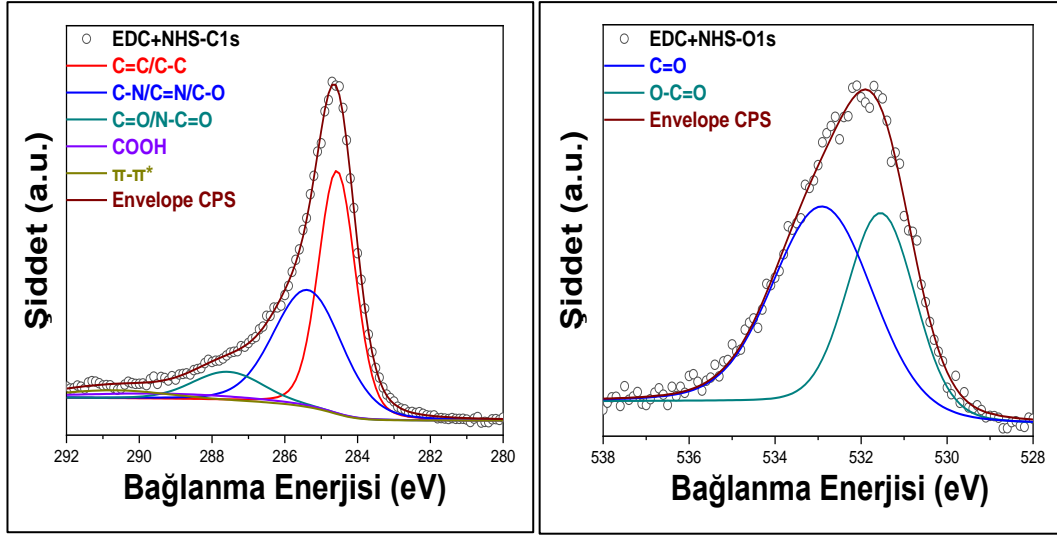 EDC+NHS-C1s
C=C/C-C
C-N/C=N/C-O
C=O/N-C=O
COOH
π-π*
Envelope CPS
Şiddet (a.u.)
292 290 288 286 284 282 280
Bağlanma Enerjisi (eV)
EDC+NHS-O1s
C=O
O-C=O
Envelope CPS
Şiddet (a.u.)
538 536 534 532 530 528
Bağlanma Enerjisi (eV)